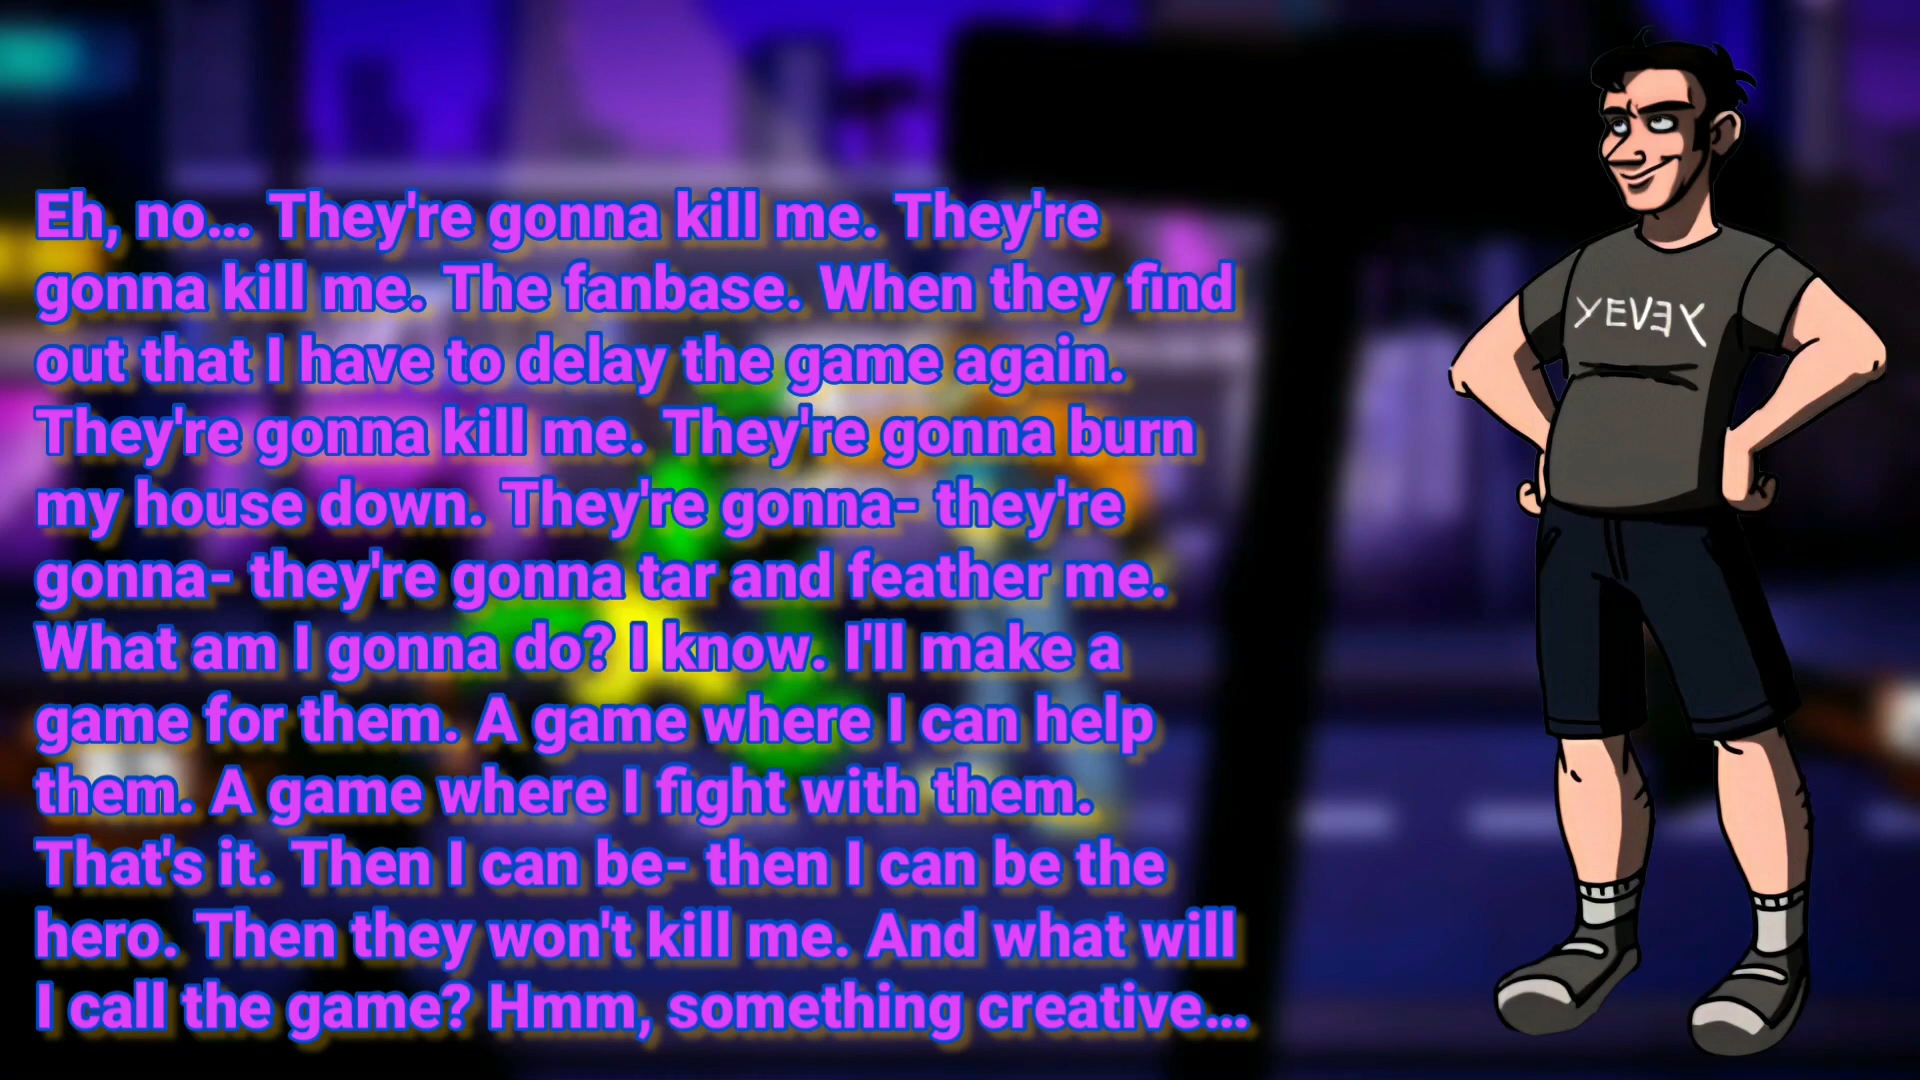 Eh, no... They're gonna kill me. They're
gonna kill me. The fanbase. When they find
out that I have to delay the game again.
They're gonna kill me. They're gonna burn
my house down. They're gonna- they're
gonna- they're gonna tar and feather me.
What am I gonna do? I know. I'll make a
game for them. A game where I can help
them. A game where I fight with them.
That's it. Then I can be- then I can be the
hero. Then they won't kill me. And what will
I call the game? Hmm, something creative...
YEVƎY